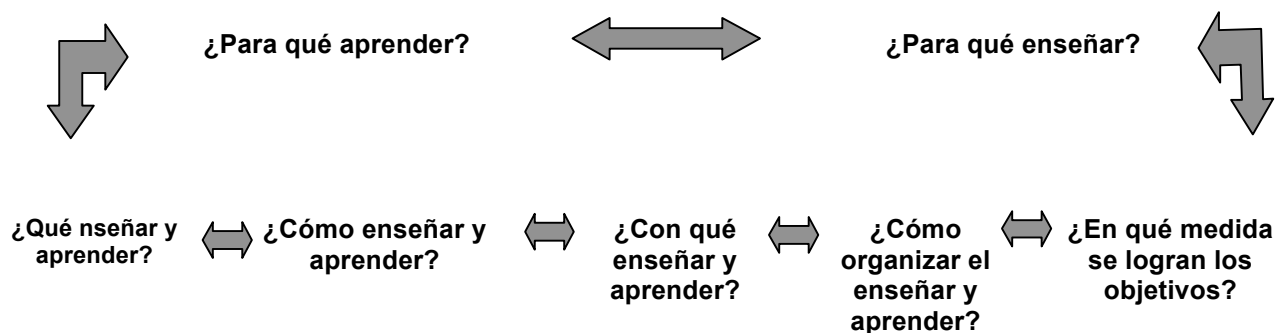 ¿Para qué aprender?
¿Para qué enseñar?
¿Qué nseñar y
aprender?
¿Cómo enseñar y
aprender?
¿Con qué
enseñar y
aprender?
¿Cómo
organizar el
enseñar y
aprender?
¿En qué medida
se logran los
objetivos?